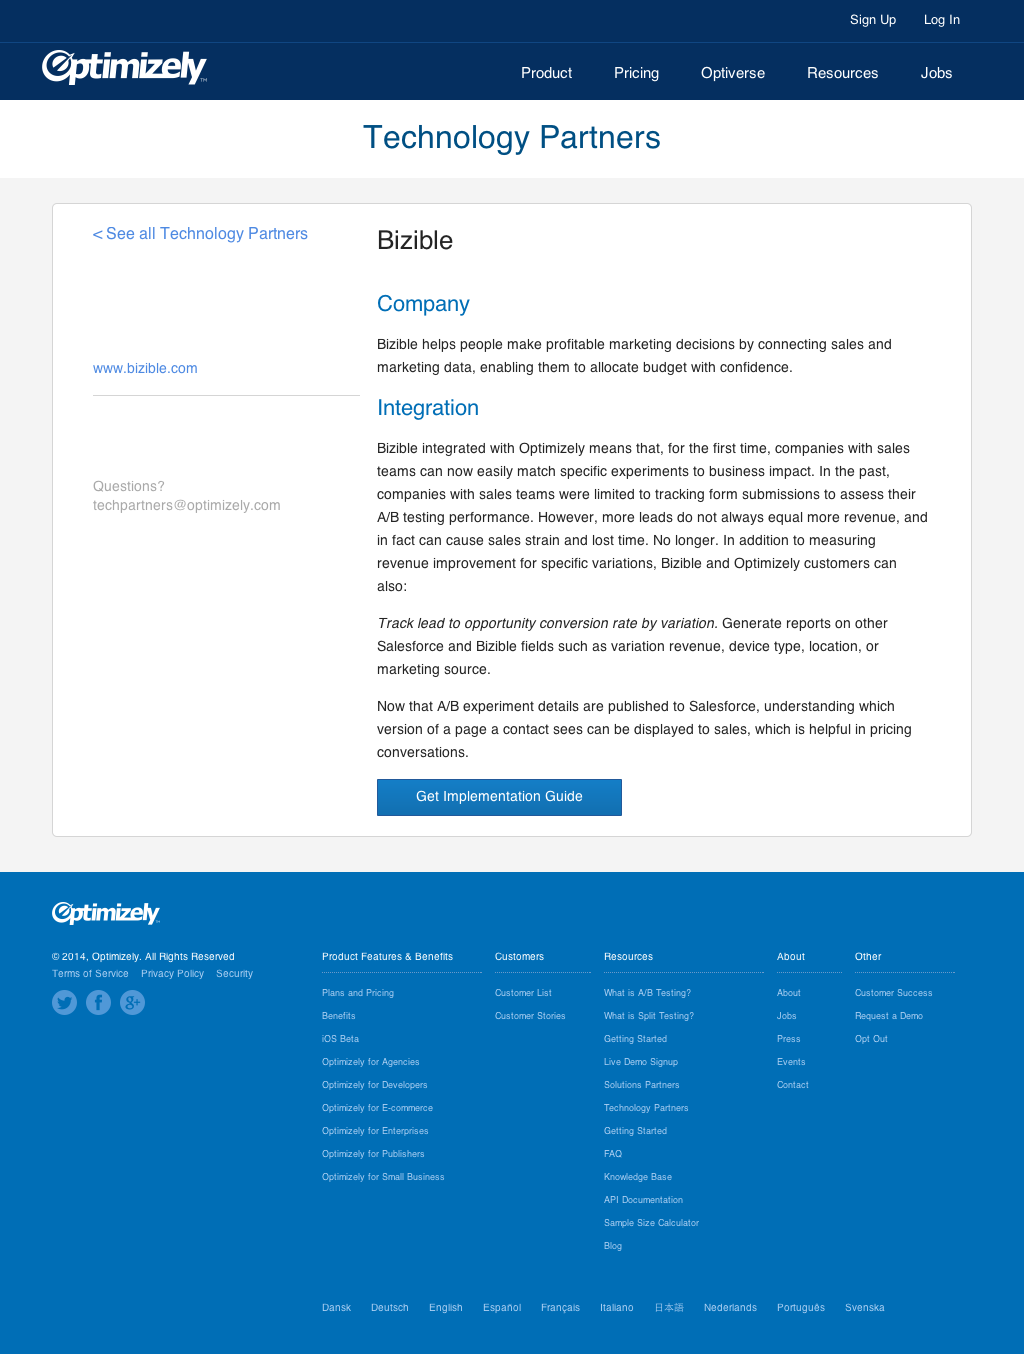 Sign Up Log In
Optimizely™
Product Pricing Optiverse Resources Jobs
Technology Partners
< See all Technology Partners
www.bizible.com
Questions?
techpartners@optimizely.com
Bizible
Company
Bizible helps people make profitable marketing decisions by connecting sales and
marketing data, enabling them to allocate budget with confidence.
Integration
Bizible integrated with Optimizely means that, for the first time, companies with sales
teams can now easily match specific experiments to business impact. In the past,
companies with sales teams were limited to tracking form submissions to assess their
A/B testing performance. However, more leads do not always equal more revenue, and
in fact can cause sales strain and lost time. No longer. In addition to measuring
revenue improvement for specific variations, Bizible and Optimizely customers can
also:
Track lead to opportunity conversion rate by variation. Generate reports on other
Salesforce and Bizible fields such as variation revenue, device type, location, or
marketing source.
Now that A/B experiment details are published to Salesforce, understanding which
version of a page a contact sees can be displayed to sales, which is helpful in pricing
conversations.
Get Implementation Guide
Optimizely
© 2014, Optimizely. All Rights Reserved
Terms of Service Privacy Policy Security
Product Features & Benefits
Plans and Pricing
Benefits
iOS Beta
Optimizely for Agencies
Optimizely for Developers
Optimizely for E-commerce
Optimizely for Enterprises
Optimizely for Publishers
Optimizely for Small Business
Customers
Customer List
Customer Stories
Resources
What is A/B Testing?
What is Split Testing?
Getting Started
Live Demo Signup
Solutions Partners
Technology Partners
Getting Started
FAQ
Knowledge Base
API Documentation
Sample Size Calculator
Blog
About
About
Jobs
Press
Events
Contact
Other
Customer Success
Request a Demo
Opt Out
Dansk Deutsch English Español Français Italiano 日本語 Nederlands Português Svenska